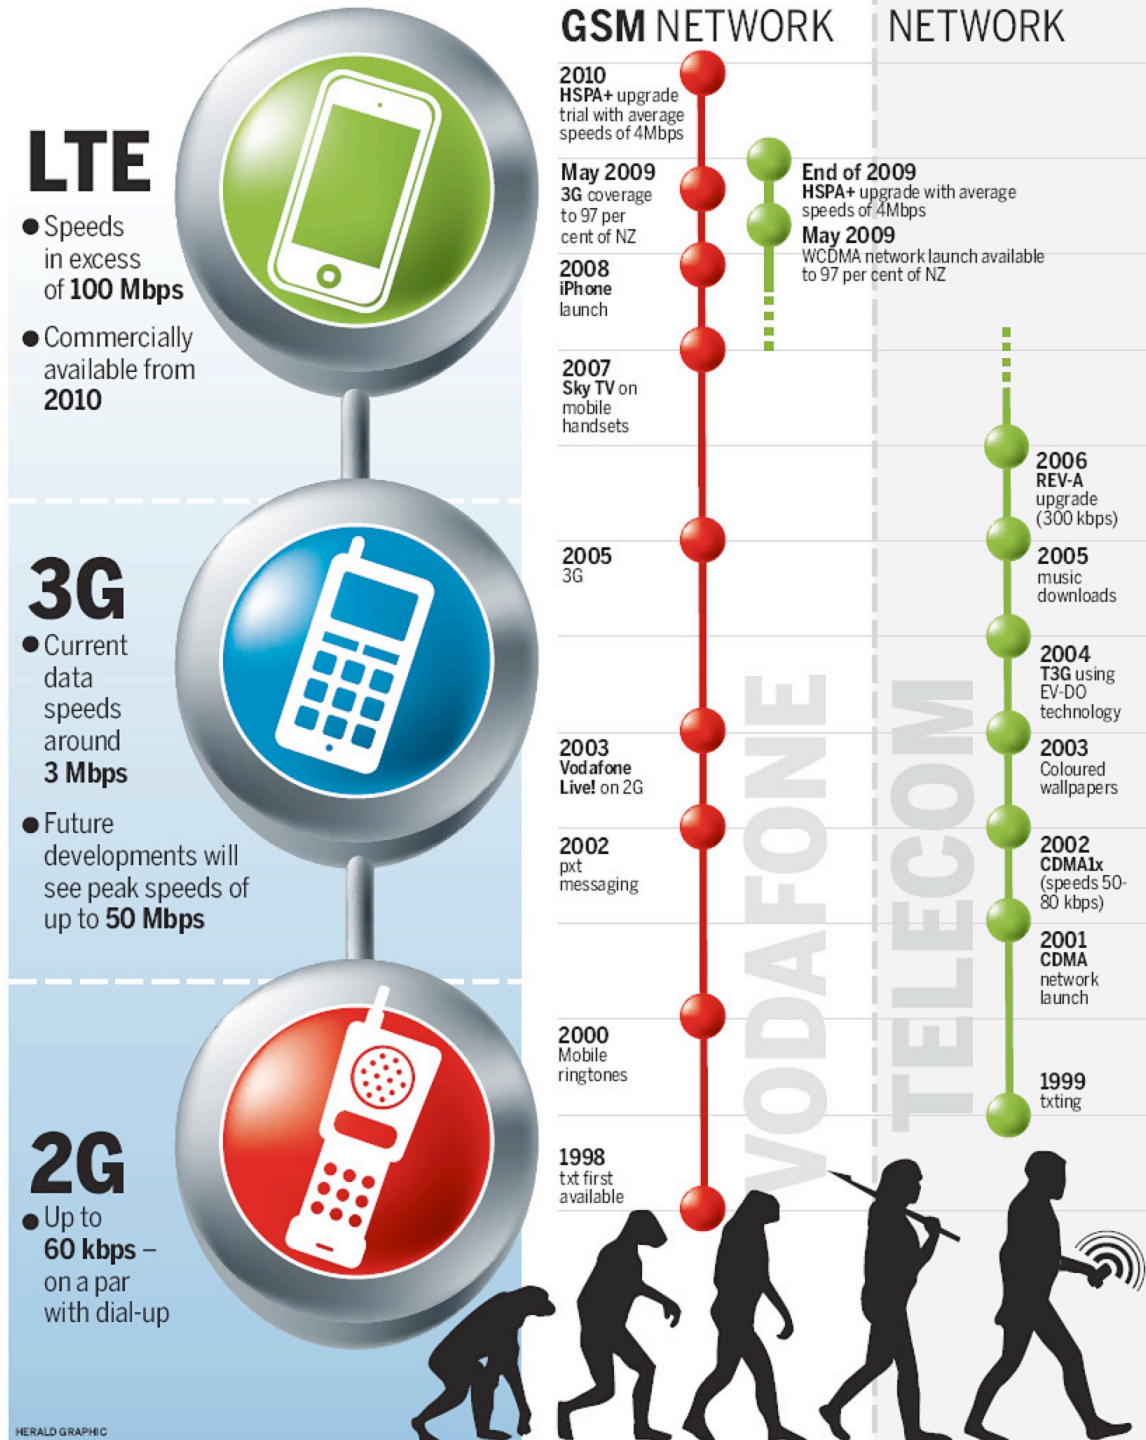 LTE
● Speeds
in excess
of 100 Mbps
● Commercially
available from
2010
3G
● Current
data
speeds
around
3 Mbps
● Future
developments will
see peak speeds of
up to 50 Mbps
2G
● Up to
60 kbps –
on a par
with dial-up
HERALD GRAPHIC
GSM NETWORK
2010
HSPA+ upgrade
trial with average
speeds of 4Mbps
May 2009
3G coverage
to 97 per
cent of NZ
2008
iPhone
launch
2007
Sky TV on
mobile
handsets
2005
3G
2003
Vodafone
Live! on 2G
2002
pxt
messaging
2000
Mobile
ringtones
1998
txt first
available
VODAFONE
End of 2009
HSPA+ upgrade with average
speeds of 4Mbps
May 2009
WCDMA network launch available
to 97 per cent of NZ
NETWORK
TELECOM
2006
REV-A
upgrade
(300 kbps)
2005
music
downloads
2004
T3G using
EV-DO
technology
2003
Coloured
wallpapers
2002
CDMA1x
(speeds 50-
80 kbps)
2001
CDMA
network
launch
1999
txting